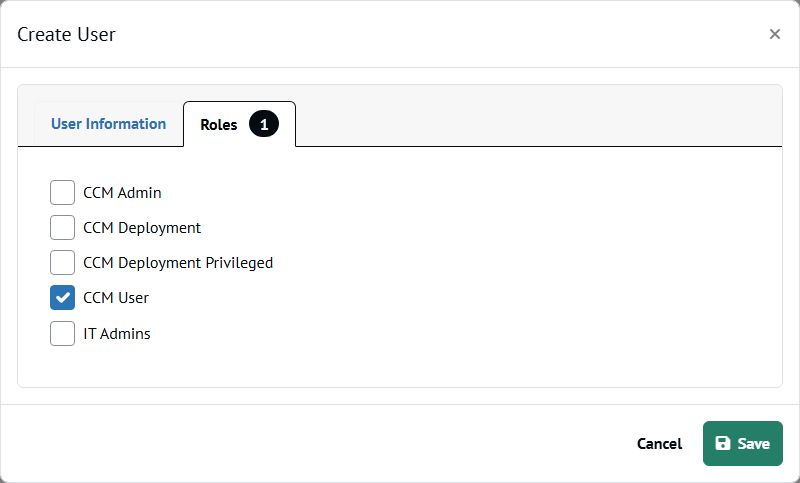 Create User
×
User Information
Roles 1
CCM Admin
CCM Deployment
CCM Deployment Privileged
CCM User
IT Admins
Cancel Save